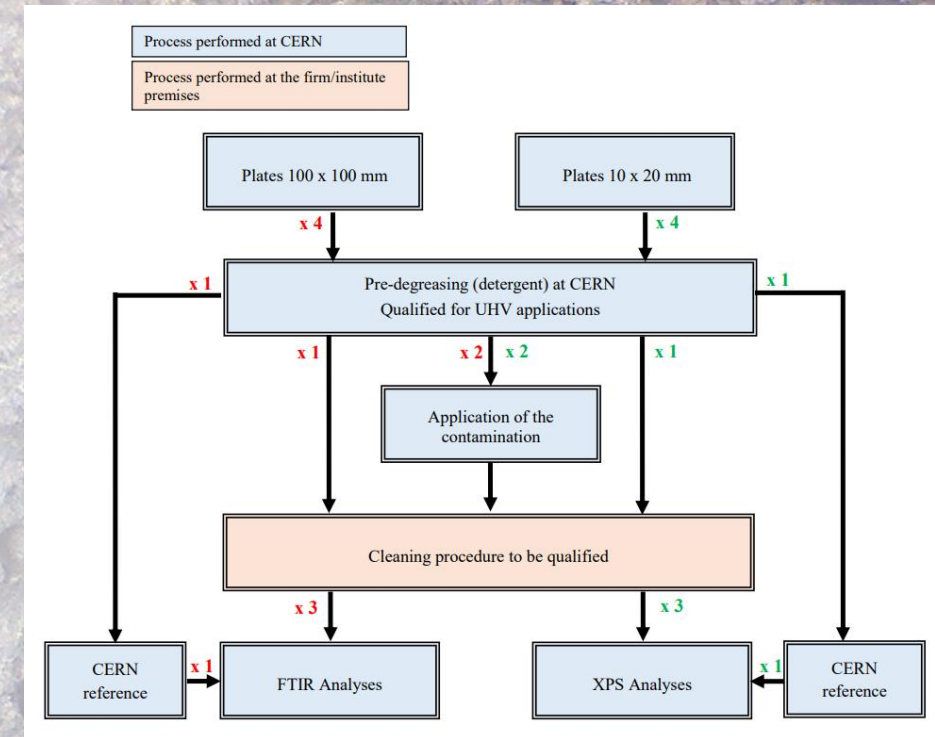 Process performed at CERN
Process performed at the firm/institute
premises
Plates 100 x 100 mm
Plates 10 x 20 mm
x 4
x 4
x 1
Pre-degreasing (detergent) at CERN
Qualified for UHV applications
x 1
x 1
x 2
x 2
x 1
Application of the
contamination
Cleaning procedure to be qualified
x 3
x 3
CERN
reference
x 1
FTIR Analyses
XPS Analyses
x 1
CERN
reference